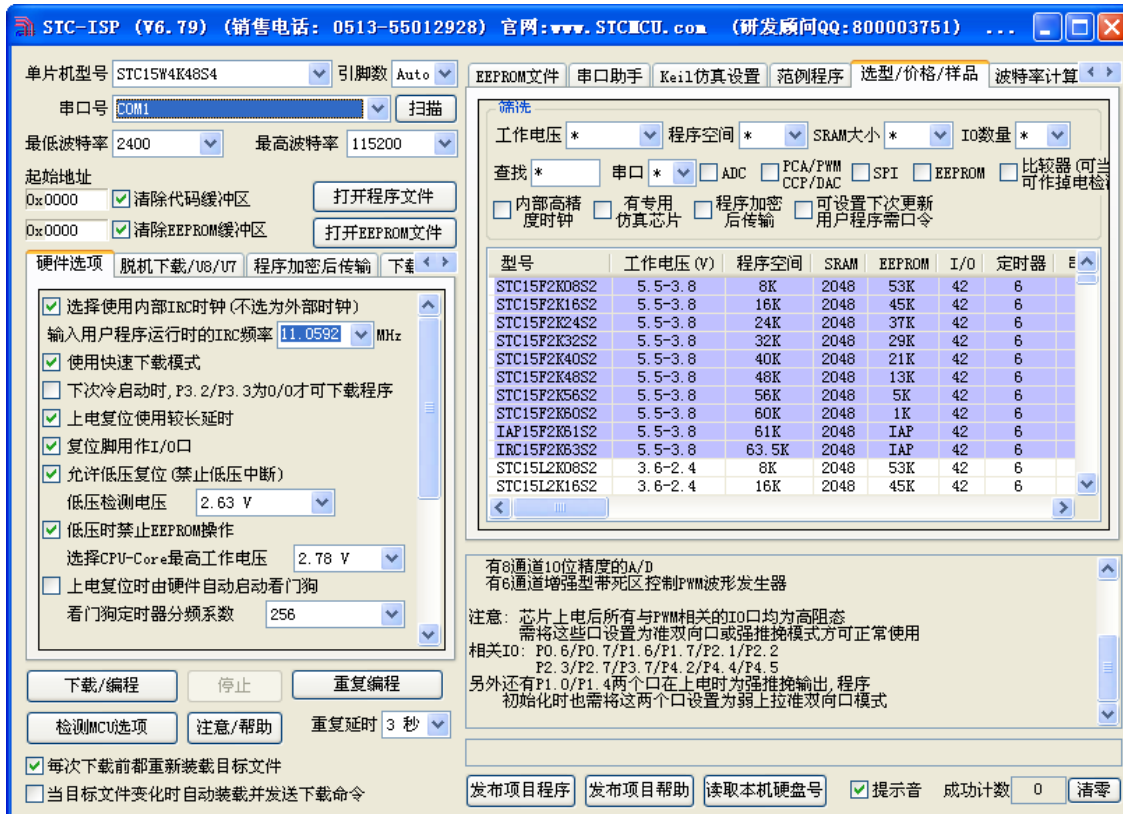 STC-ISP (V6.79) (销售电话: 0513-55012928) 官网:www.STCMCU.com (研发顾问QQ:800003751) ...
单片机型号 STC15W4K48S4 引脚数 Auto
串口号 COM1 扫描
最低波特率 2400 最高波特率 115200
起始地址
0x0000 清除代码缓冲区 打开程序文件
0x0000 清除EEPROM缓冲区 打开EEPROM文件
硬件选项 脱机下载/U8/U7 程序加密后传输 下载
选择使用内部IRC时钟(不选为外部时钟)
输入用户程序运行时的IRC频率 11.0592 MHz
使用快速下载模式
下次冷启动时,P3.2/P3.3为0/0才可下载程序
上电复位使用较长延时
复位脚用作I/O口
允许低压复位(禁止低压中断)
低压检测电压 2.63 V
低压时禁止EEPROM操作
选择CPU-Core最高工作电压 2.78 V
上电复位时由硬件自动启动看门狗
看门狗定时器分频系数 256
下载/编程 停止 重复编程
检测MCU选项 注意/帮助 重复延时 3 秒
每次下载前都重新装载目标文件
当目标文件变化时自动装载并发送下载命令
EEPROM文件 串口助手 Keil仿真设置 范例程序 选型/价格/样品 波特率计算
筛选
工作电压 * 程序空间 * SRAM大小 * IO数量 *
查找 * 串口 * ADC PCA/PWM SPI EEPROM 比较器(可当
CCP/DAC 可作掉电检
内部高精 有专用 程序加密 可设置下次更新
度时钟 仿真芯片 后传输 用户程序需口令
型号 工作电压(V) 程序空间 SRAM EEPROM I/O 定时器
STC15F2K08S2 5.5-3.8 8K 2048 53K 42 6
STC15F2K16S2 5.5-3.8 16K 2048 45K 42 6
STC15F2K24S2 5.5-3.8 24K 2048 37K 42 6
STC15F2K32S2 5.5-3.8 32K 2048 29K 42 6
STC15F2K40S2 5.5-3.8 40K 2048 21K 42 6
STC15F2K48S2 5.5-3.8 48K 2048 13K 42 6
STC15F2K56S2 5.5-3.8 56K 2048 5K 42 6
STC15F2K60S2 5.5-3.8 60K 2048 1K 42 6
IAP15F2K61S2 5.5-3.8 61K 2048 IAP 42 6
IRC15F2K63S2 5.5-3.8 63.5K 2048 IAP 42 6
STC15L2K08S2 3.6-2.4 8K 2048 53K 42 6
STC15L2K16S2 3.6-2.4 16K 2048 45K 42 6
有8通道10位精度的A/D
有6通道增强型带死区控制PWM波形发生器
注意: 芯片上电后所有与PWM相关的IO口均为高阻态
需将这些口设置为准双向口或强推挽模式方可正常使用
相关IO: P0.6/P0.7/P1.6/P1.7/P2.1/P2.2
P2.3/P2.7/P3.7/P4.2/P4.4/P4.5
另外还有P1.0/P1.4两个口在上电时为强推挽输出,程序
初始化时也需将这两个口设置为弱上拉准双向口模式
发布项目程序 发布项目帮助 读取本机硬盘号 提示音 成功计数 0 清零